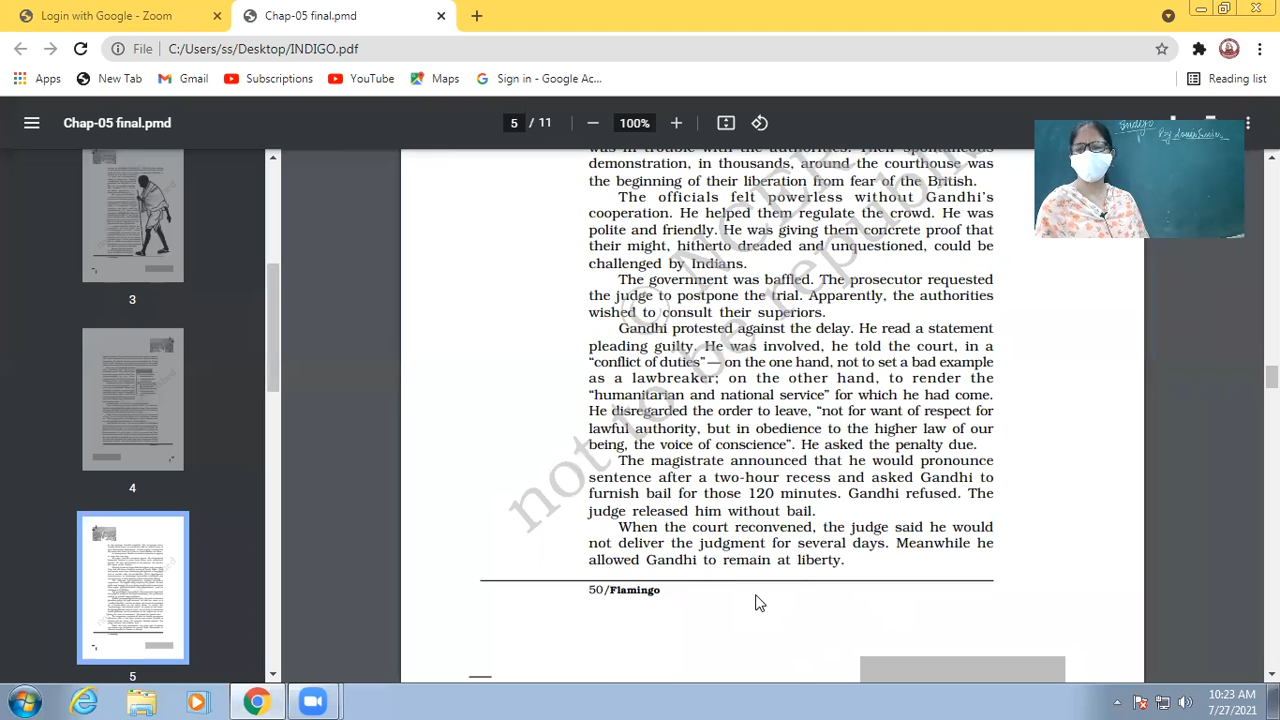 Login with Google - Zoom
Chap-05 final.pmd
File
C:/Users/ss/Desktop/INDIGO.pdf
Apps
New Tab
Gmail
Subscriptions
YouTube
Maps
Sign in - Google Ac...
Reading list
Chap-05 final.pmd
5 / 11
100%
Indigo
was in trouble with the authorities. Their spontaneous
demonstration, in thousands, around the courthouse was
the beginning of their liberation from fear of the British.
The officials felt powerless without Gandhi's
cooperation. He helped them regulate the crowd. He was
polite and friendly. He was giving them concrete proof that
their might, hitherto dreaded and unquestioned, could be
challenged by Indians.
The government was baffled. The prosecutor requested
the judge to postpone the trial. Apparently, the authorities
wished to consult their superiors.
Gandhi protested against the delay. He read a statement
pleading guilty. He was involved, he told the court, in a
“conflict of duties”— on the one hand, not to set a bad example
as a lawbreaker; on the other hand, to render the
“humanitarian and national service” for which he had come.
He disregarded the order to leave, “not for want of respect for
lawful authority, but in obedience to the higher law of our
being, the voice of conscience”. He asked the penalty due.
The magistrate announced that he would pronounce
sentence after a two-hour recess and asked Gandhi to
furnish bail for those 120 minutes. Gandhi refused. The
judge released him without bail.
When the court reconvened, the judge said he would
not deliver the judgment for several days. Meanwhile he
allowed Gandhi to remain at liberty.
50/Flamingo
not to be republished
© NCERT
3
4
5
10:23 AM
7/27/2021